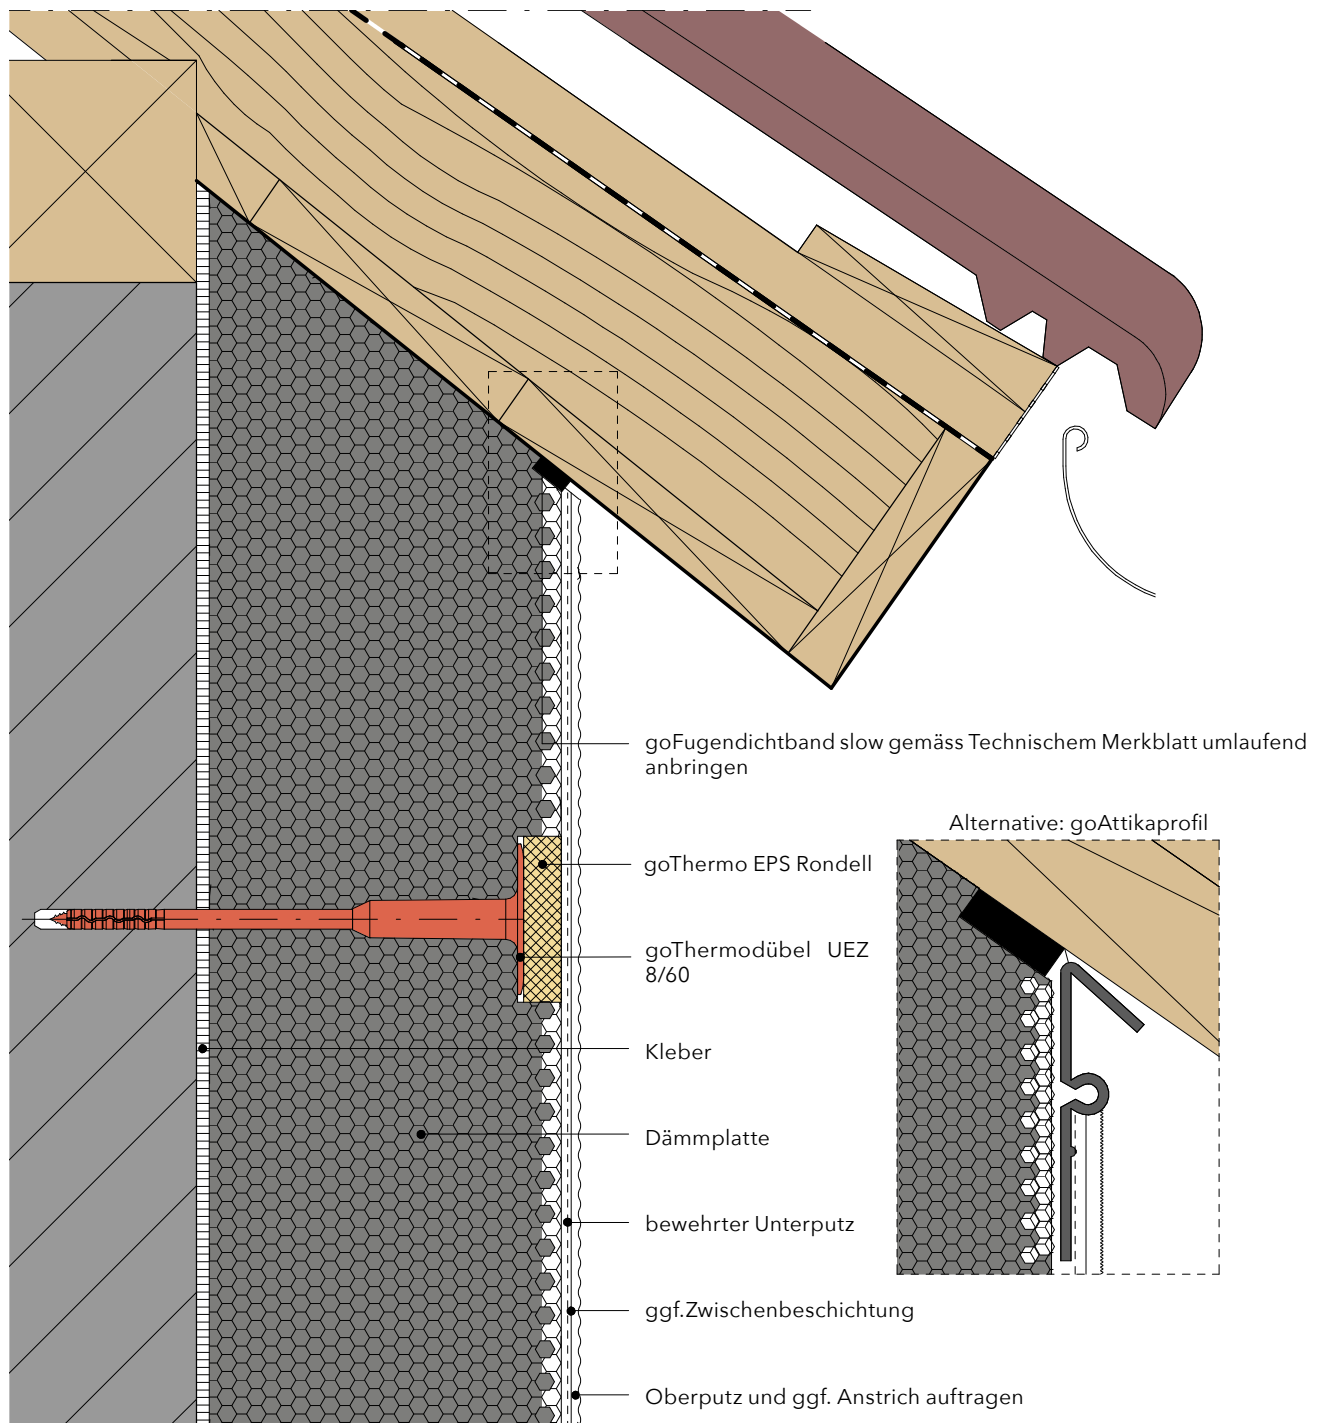 goFugendichtband slow gemäss Technischem Merkblatt umlaufend
anbringen
Alternative: goAttikaprofil
goThermo EPS Rondell
goThermodübel UEZ
8/60
Kleber
Dämmplatte
bewehrter Unterputz
ggf.Zwischenbeschichtung
Oberputz und ggf. Anstrich auftragen